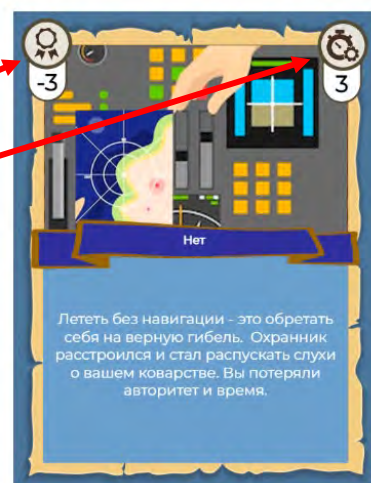 -3
3
Нет
Лететь без навигации - это обретать
себя на верную гибель. Охранник
расстроился и стал распускать слухи
о вашем коварстве. Вы потеряли
авторитет и время.